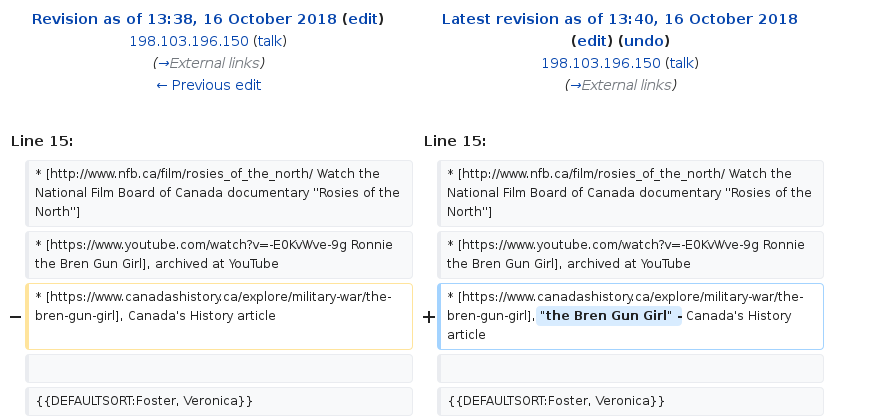 Revision as of 13:38, 16 October 2018 (edit)
198.103.196.150 (talk)
(→External links)
← Previous edit
Latest revision as of 13:40, 16 October 2018
(edit) (undo)
198.103.196.150 (talk)
(→External links)
Line 15:
* [http://www.nfb.ca/film/rosies_of_the_north/ Watch the
National Film Board of Canada documentary "Rosies of the
North"]
* [https://www.youtube.com/watch?v=-E0KvWve-9g Ronnie
the Bren Gun Girl], archived at YouTube
− * [https://www.canadashistory.ca/explore/military-war/the-
bren-gun-girl], Canada's History article
{{DEFAULTSORT:Foster, Veronica}}
Line 15:
* [http://www.nfb.ca/film/rosies_of_the_north/ Watch the
National Film Board of Canada documentary "Rosies of the
North"]
* [https://www.youtube.com/watch?v=-E0KvWve-9g Ronnie
the Bren Gun Girl], archived at YouTube
+ * [https://www.canadashistory.ca/explore/military-war/the-
bren-gun-girl], "the Bren Gun Girl" - Canada's History
article
{{DEFAULTSORT:Foster, Veronica}}